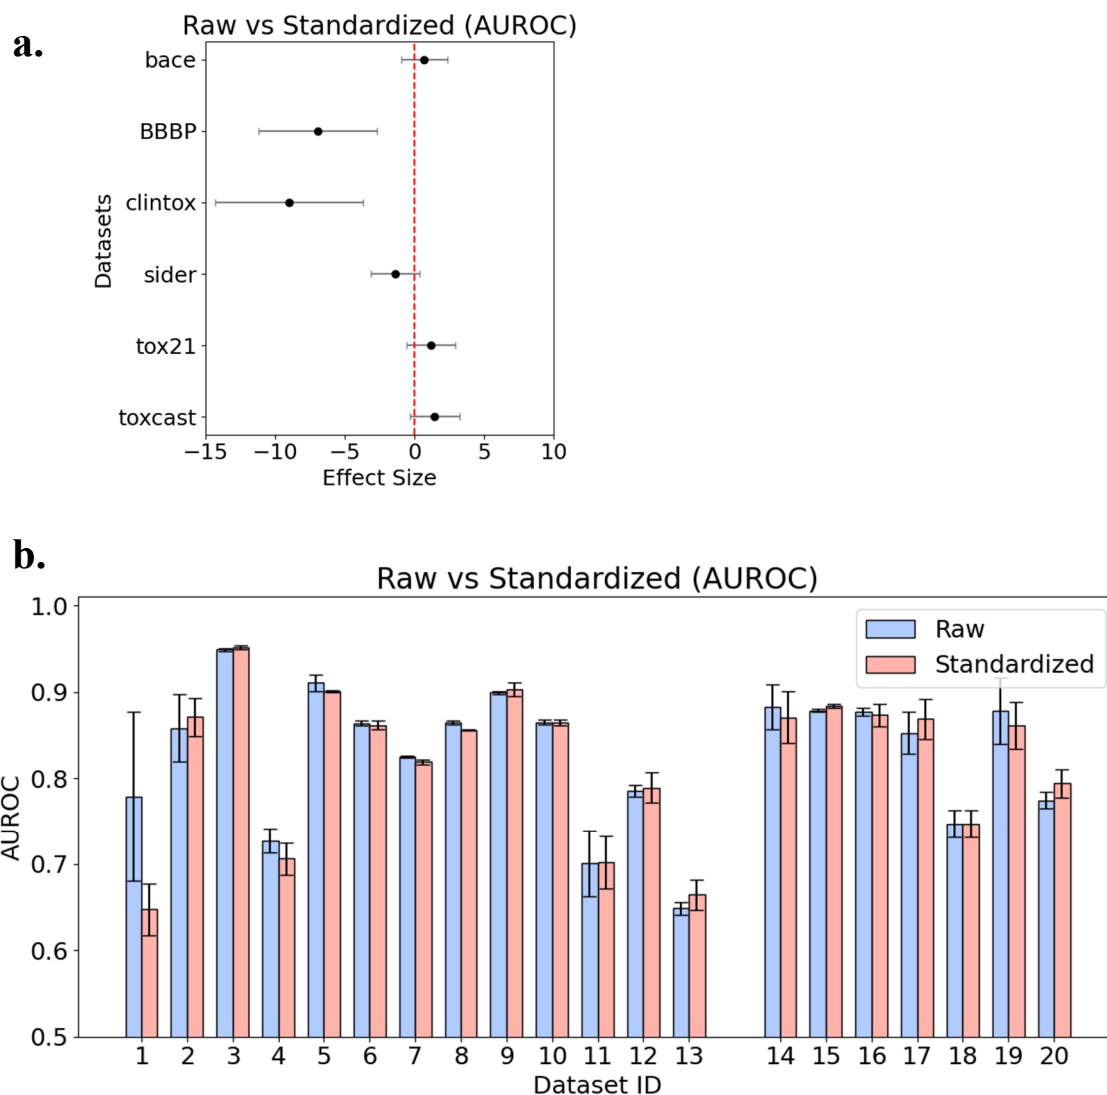 a.
Raw vs Standardized (AUROC)
bace
BBBP
clintox
sider
tox21
toxcast
Datasets
−15 −10 −5 0 5 10
Effect Size
b.
Raw vs Standardized (AUROC)
Raw
Standardized
1.0
0.9
0.8
0.7
0.6
0.5
AUROC
1 2 3 4 5 6 7 8 9 10 11 12 13 14 15 16 17 18 19 20
Dataset ID